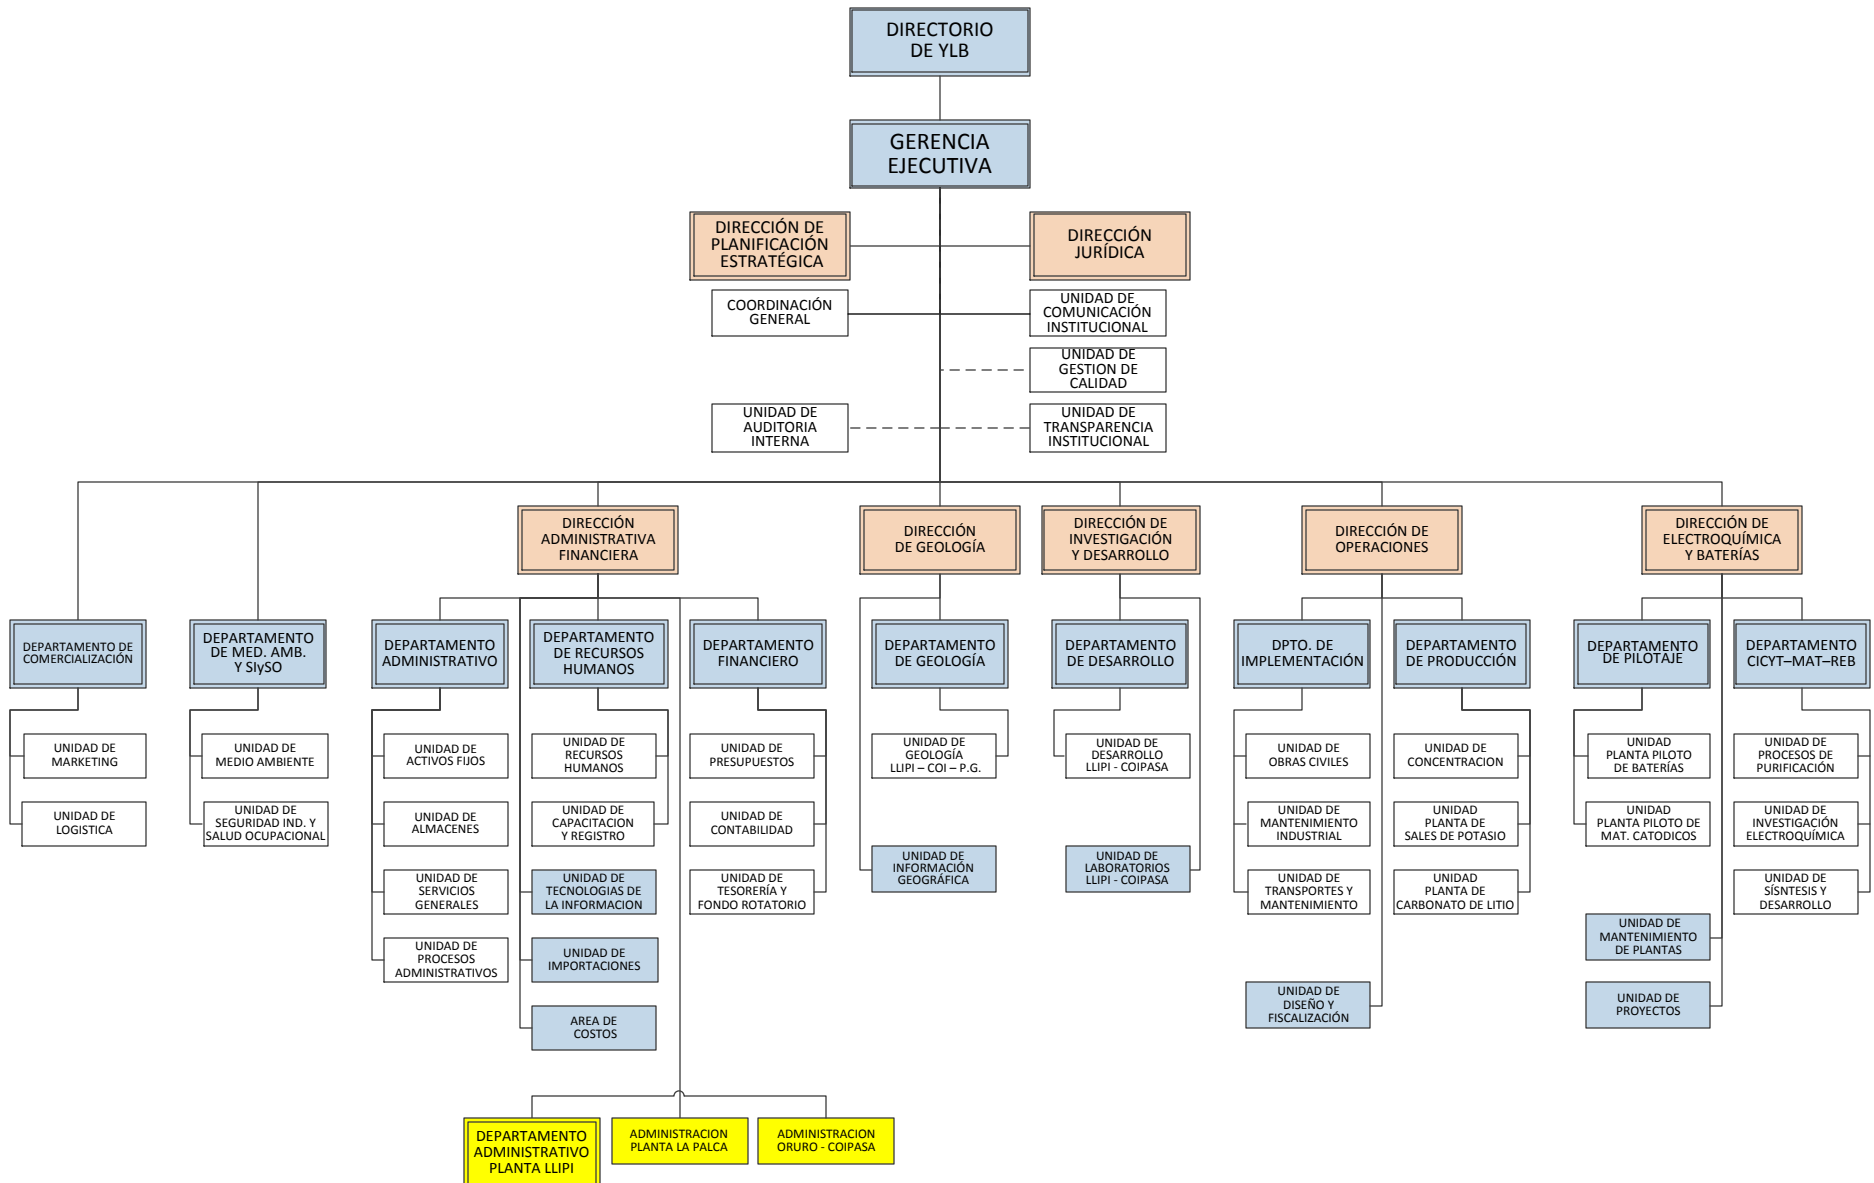 DIRECTORIO
DE YLB
GERENCIA
EJECUTIVA
DIRECCIÓN DE
PLANIFICACIÓN
ESTRATÉGICA
DIRECCIÓN
JURÍDICA
COORDINACIÓN
GENERAL
UNIDAD DE
COMUNICACIÓN
INSTITUCIONAL
UNIDAD DE
GESTION DE
CALIDAD
UNIDAD DE
AUDITORIA
INTERNA
UNIDAD DE
TRANSPARENCIA
INSTITUCIONAL
DIRECCIÓN
ADMINISTRATIVA
FINANCIERA
DIRECCIÓN
DE GEOLOGÍA
DIRECCIÓN DE
INVESTIGACIÓN
Y DESARROLLO
DIRECCIÓN DE
OPERACIONES
DIRECCIÓN DE
ELECTROQUÍMICA
Y BATERÍAS
DEPARTAMENTO DE
COMERCIALIZACIÓN
DEPARTAMENTO
DE MED. AMB.
Y SIySO
DEPARTAMENTO
ADMINISTRATIVO
DEPARTAMENTO
DE RECURSOS
HUMANOS
DEPARTAMENTO
FINANCIERO
DEPARTAMENTO
DE GEOLOGÍA
DEPARTAMENTO
DE DESARROLLO
DPTO. DE
IMPLEMENTACIÓN
DEPARTAMENTO
DE PRODUCCIÓN
DEPARTAMENTO
DE PILOTAJE
DEPARTAMENTO
CICYT–MAT–REB
UNIDAD DE
MARKETING
UNIDAD DE
MEDIO AMBIENTE
UNIDAD DE
ACTIVOS FIJOS
UNIDAD DE
RECURSOS
HUMANOS
UNIDAD DE
PRESUPUESTOS
UNIDAD DE
GEOLOGÍA
LLIPI – COI – P.G.
UNIDAD DE
DESARROLLO
LLIPI - COIPASA
UNIDAD DE
OBRAS CIVILES
UNIDAD DE
CONCENTRACION
UNIDAD
PLANTA PILOTO
DE BATERÍAS
UNIDAD DE
PROCESOS DE
PURIFICACIÓN
UNIDAD DE
LOGISTICA
UNIDAD DE
SEGURIDAD IND. Y
SALUD OCUPACIONAL
UNIDAD DE
ALMACENES
UNIDAD DE
CAPACITACION
Y REGISTRO
UNIDAD DE
CONTABILIDAD
UNIDAD DE
MANTENIMIENTO
INDUSTRIAL
UNIDAD
PLANTA DE
SALES DE POTASIO
UNIDAD
PLANTA PILOTO DE
MAT. CATODICOS
UNIDAD DE
INVESTIGACIÓN
ELECTROQUÍMICA
UNIDAD DE
INFORMACIÓN
GEOGRÁFICA
UNIDAD DE
LABORATORIOS
LLIPI - COIPASA
UNIDAD DE
SERVICIOS
GENERALES
UNIDAD DE
TECNOLOGIAS DE
LA INFORMACION
UNIDAD DE
TESORERÍA Y
FONDO ROTATORIO
UNIDAD DE
TRANSPORTES Y
MANTENIMIENTO
UNIDAD
PLANTA DE
CARBONATO DE LITIO
UNIDAD DE
SÍSNTESIS Y
DESARROLLO
UNIDAD DE
MANTENIMIENTO
DE PLANTAS
UNIDAD DE
PROCESOS
ADMINISTRATIVOS
UNIDAD DE
IMPORTACIONES
UNIDAD DE
DISEÑO Y
FISCALIZACIÓN
UNIDAD DE
PROYECTOS
AREA DE
COSTOS
DEPARTAMENTO
ADMINISTRATIVO
PLANTA LLIPI
ADMINISTRACION
PLANTA LA PALCA
ADMINISTRACION
ORURO - COIPASA